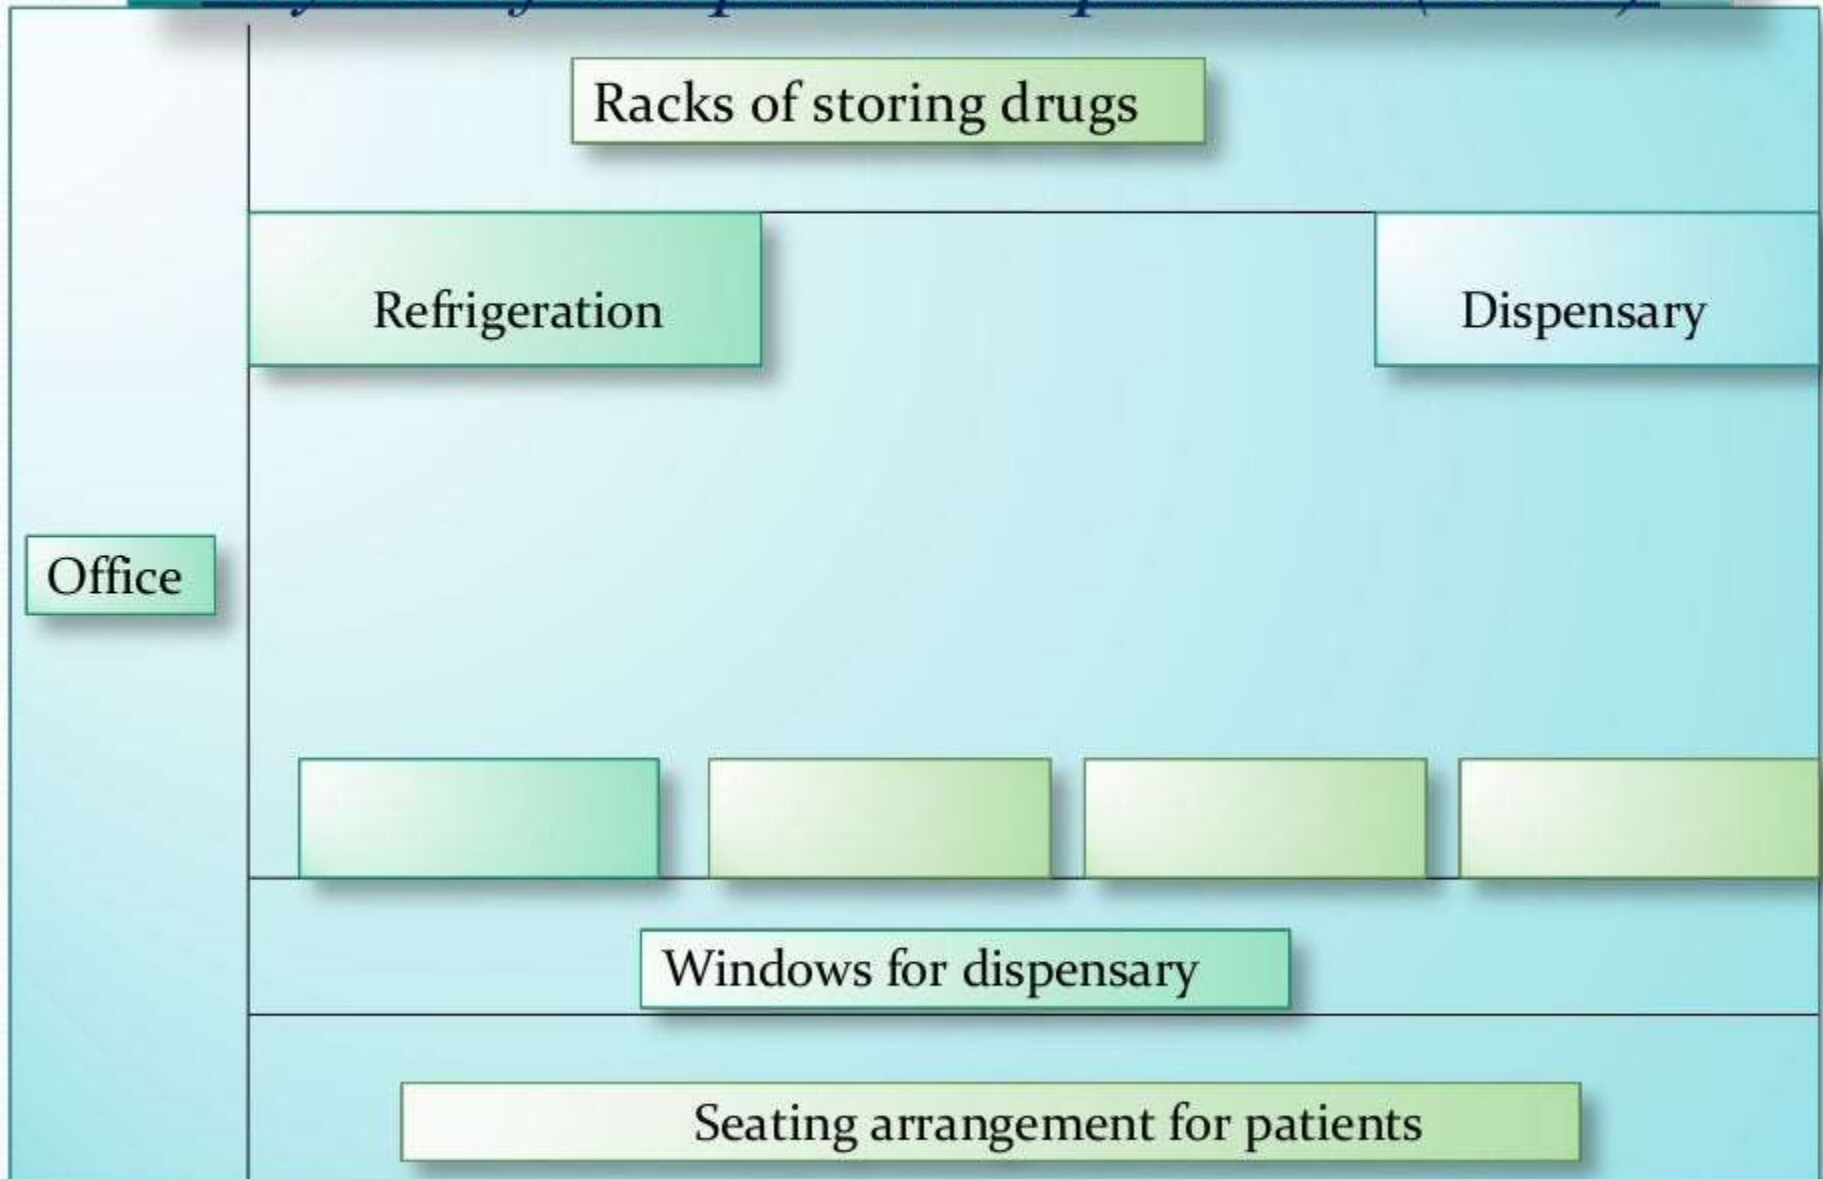 Racks of storing drugs
Refrigeration
Dispensary
Office
Windows for dispensary
Seating arrangement for patients